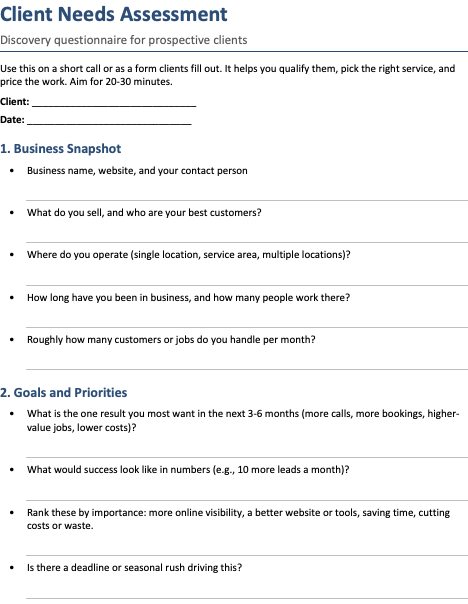 Client Needs Assessment
Discovery questionnaire for prospective clients
Use this on a short call or as a form clients fill out. It helps you qualify them, pick the right service, and
price the work. Aim for 20-30 minutes.
Client: ______________________________
Date: ______________________________
1. Business Snapshot
• Business name, website, and your contact person
• What do you sell, and who are your best customers?
• Where do you operate (single location, service area, multiple locations)?
• How long have you been in business, and how many people work there?
• Roughly how many customers or jobs do you handle per month?
2. Goals and Priorities
• What is the one result you most want in the next 3-6 months (more calls, more bookings, higher-
value jobs, lower costs)?
• What would success look like in numbers (e.g., 10 more leads a month)?
• Rank these by importance: more online visibility, a better website or tools, saving time, cutting
costs or waste.
• Is there a deadline or seasonal rush driving this?